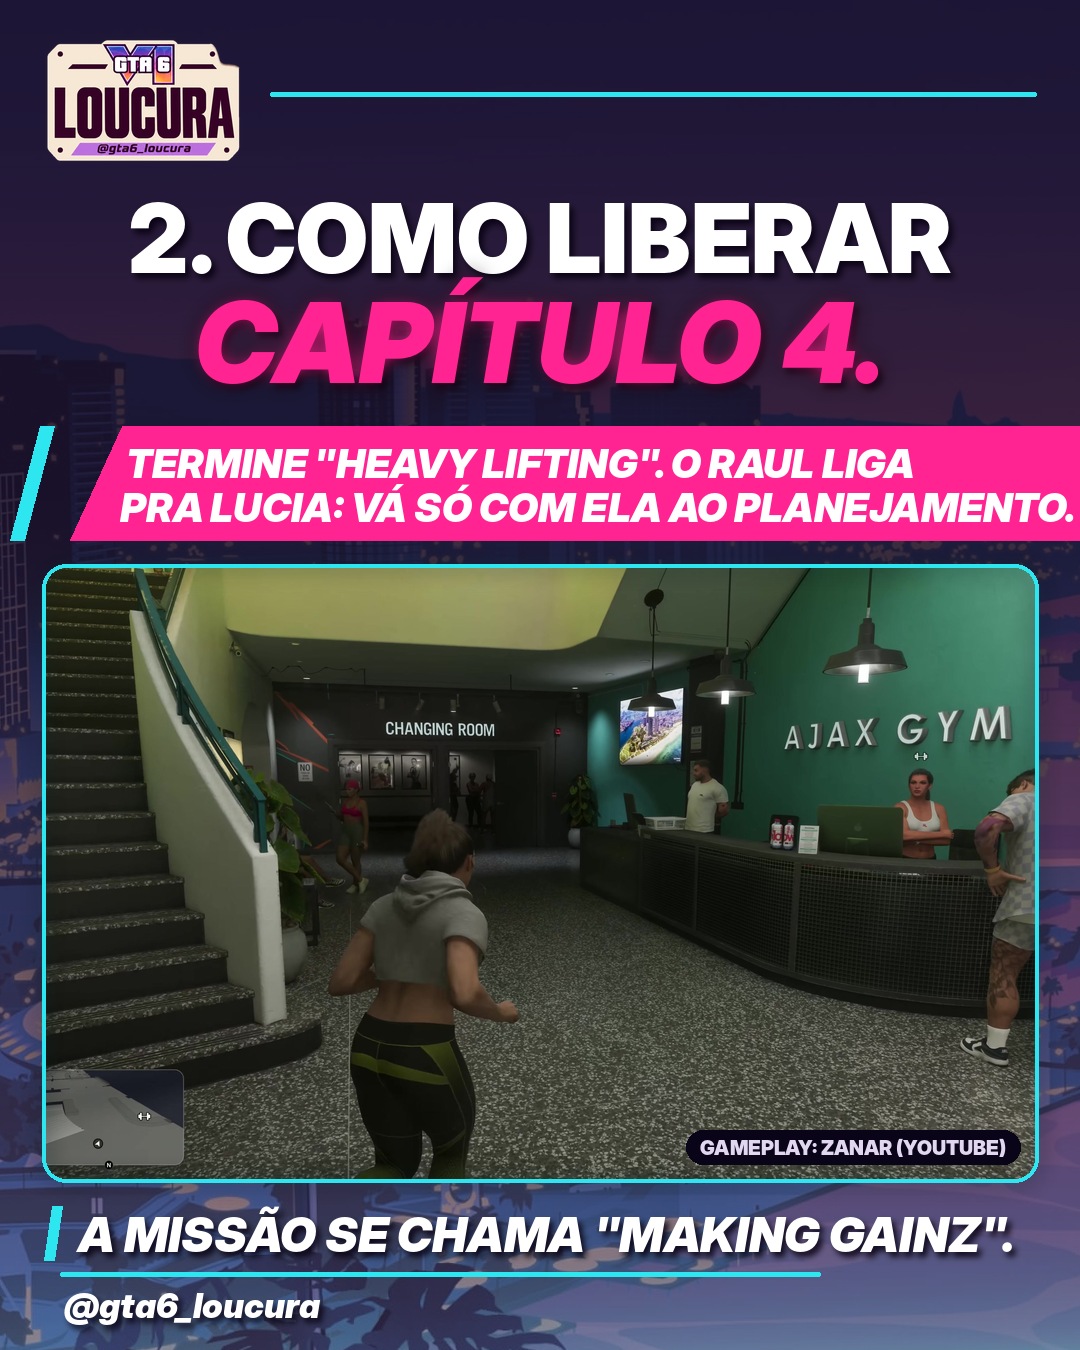 GTA 6
LOUCURA
@gta6_loucura
2. COMO LIBERAR
CAPÍTULO 4.
TERMINE "HEAVY LIFTING". O RAUL LIGA
PRA LUCIA: VÁ SÓ COM ELA AO PLANEJAMENTO.
CHANGING ROOM
NO
AJAX GYM
N
GAMEPLAY: ZANAR (YOUTUBE)
A MISSÃO SE CHAMA "MAKING GAINZ".
@gta6_loucura